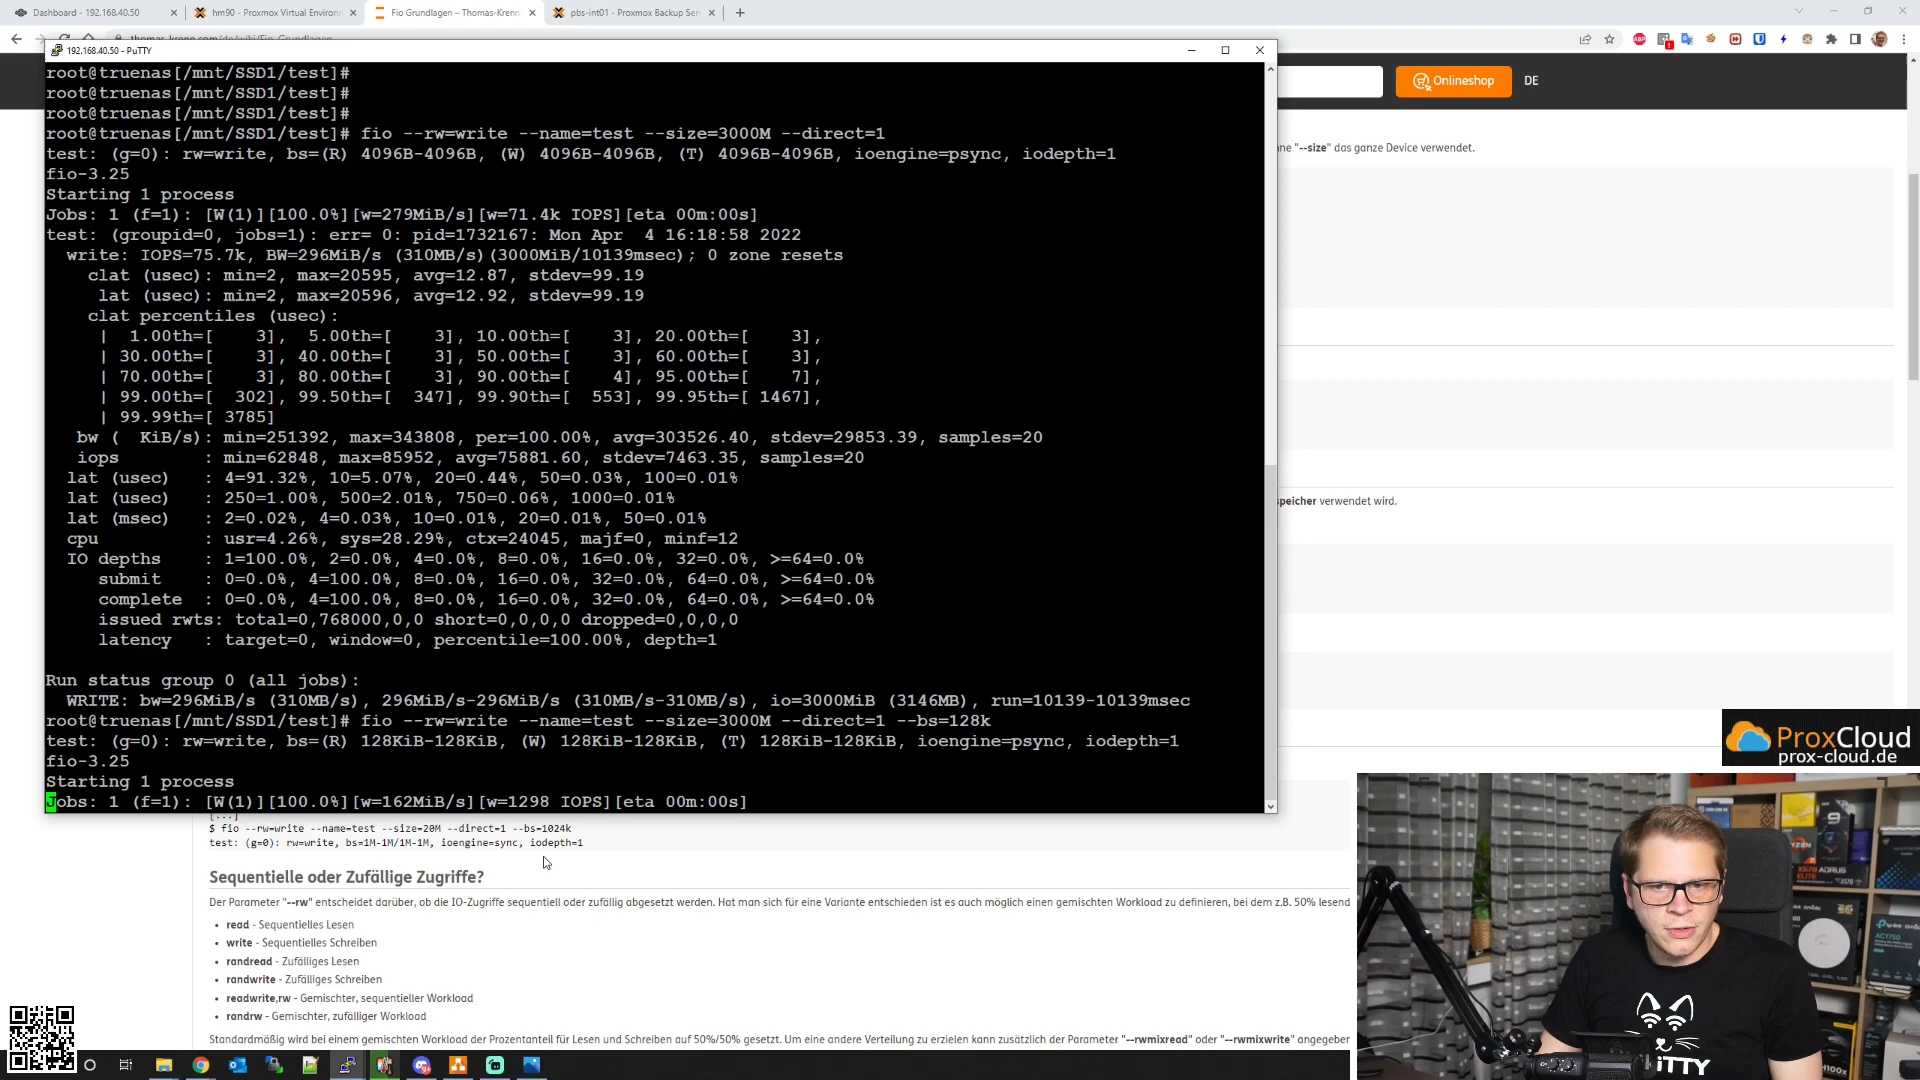 Dashboard - 192.168.40.50
hm90 - Proxmox Virtual Environ
Fio Grundlagen – Thomas-Krenn
pbs-int01 - Proxmox Backup Ser
192.168.40.50 - PuTTY
Onlineshop
DE
root@truenas[/mnt/SSD1/test]#
root@truenas[/mnt/SSD1/test]#
root@truenas[/mnt/SSD1/test]#
root@truenas[/mnt/SSD1/test]# fio --rw=write --name=test --size=3000M --direct=1
test: (g=0): rw=write, bs=(R) 4096B-4096B, (W) 4096B-4096B, (T) 4096B-4096B, ioengine=psync, iodepth=1
fio-3.25
Starting 1 process
Jobs: 1 (f=1): [W(1)][100.0%][w=279MiB/s][w=71.4k IOPS][eta 00m:00s]
test: (groupid=0, jobs=1): err= 0: pid=1732167: Mon Apr  4 16:18:58 2022
  write: IOPS=75.7k, BW=296MiB/s (310MB/s)(3000MiB/10139msec); 0 zone resets
    clat (usec): min=2, max=20595, avg=12.87, stdev=99.19
     lat (usec): min=2, max=20596, avg=12.92, stdev=99.19
    clat percentiles (usec):
     |  1.00th=[    3],  5.00th=[    3], 10.00th=[    3], 20.00th=[    3],
     | 30.00th=[    3], 40.00th=[    3], 50.00th=[    3], 60.00th=[    3],
     | 70.00th=[    3], 80.00th=[    3], 90.00th=[    4], 95.00th=[    7],
     | 99.00th=[  302], 99.50th=[  347], 99.90th=[  553], 99.95th=[ 1467],
     | 99.99th=[ 3785]
   bw (  KiB/s): min=251392, max=343808, per=100.00%, avg=303526.40, stdev=29853.39, samples=20
   iops        : min=62848, max=85952, avg=75881.60, stdev=7463.35, samples=20
  lat (usec)   : 4=91.32%, 10=5.07%, 20=0.44%, 50=0.03%, 100=0.01%
  lat (usec)   : 250=1.00%, 500=2.01%, 750=0.06%, 1000=0.01%
  lat (msec)   : 2=0.02%, 4=0.03%, 10=0.01%, 20=0.01%, 50=0.01%
  cpu          : usr=4.26%, sys=28.29%, ctx=24045, majf=0, minf=12
  IO depths    : 1=100.0%, 2=0.0%, 4=0.0%, 8=0.0%, 16=0.0%, 32=0.0%, >=64=0.0%
     submit    : 0=0.0%, 4=100.0%, 8=0.0%, 16=0.0%, 32=0.0%, 64=0.0%, >=64=0.0%
     complete  : 0=0.0%, 4=100.0%, 8=0.0%, 16=0.0%, 32=0.0%, 64=0.0%, >=64=0.0%
     issued rwts: total=0,768000,0,0 short=0,0,0,0 dropped=0,0,0,0
     latency   : target=0, window=0, percentile=100.00%, depth=1
Run status group 0 (all jobs):
  WRITE: bw=296MiB/s (310MB/s), 296MiB/s-296MiB/s (310MB/s-310MB/s), io=3000MiB (3146MB), run=10139-10139msec
root@truenas[/mnt/SSD1/test]# fio --rw=write --name=test --size=3000M --direct=1 --bs=128k
test: (g=0): rw=write, bs=(R) 128KiB-128KiB, (W) 128KiB-128KiB, (T) 128KiB-128KiB, ioengine=psync, iodepth=1
fio-3.25
Starting 1 process
Jobs: 1 (f=1): [W(1)][100.0%][w=162MiB/s][w=1298 IOPS][eta 00m:00s]
ne "--size" das ganze Device verwendet.
speicher verwendet wird.
ProxCloud
prox-cloud.de
[...]
$ fio --rw=write --name=test --size=20M --direct=1 --bs=1024k
test: (g=0): rw=write, bs=1M-1M/1M-1M, ioengine=sync, iodepth=1
Sequentielle oder Zufällige Zugriffe?
Der Parameter "--rw" entscheidet darüber, ob die IO-Zugriffe sequentiell oder zufällig abgesetzt werden. Hat man sich für eine Variante entschieden ist es auch möglich einen gemischten Workload zu definieren, bei dem z.B. 50% lesend
• read - Sequentielles Lesen
• write - Sequentielles Schreiben
• randread - Zufälliges Lesen
• randwrite - Zufälliges Schreiben
• readwrite,rw - Gemischter, sequentieller Workload
• randrw - Gemischter, zufälliger Workload
Standardmäßig wird bei einem gemischten Workload der Prozentanteil für Lesen und Schreiben auf 50%/50% gesetzt. Um eine andere Verteilung zu erzielen kann zusätzlich der Parameter "--rwmixread" oder "--rwmixwrite" angegeben
RYZEN
X570
AORUS
ELITE
9
tp-link
AC1750
H100x